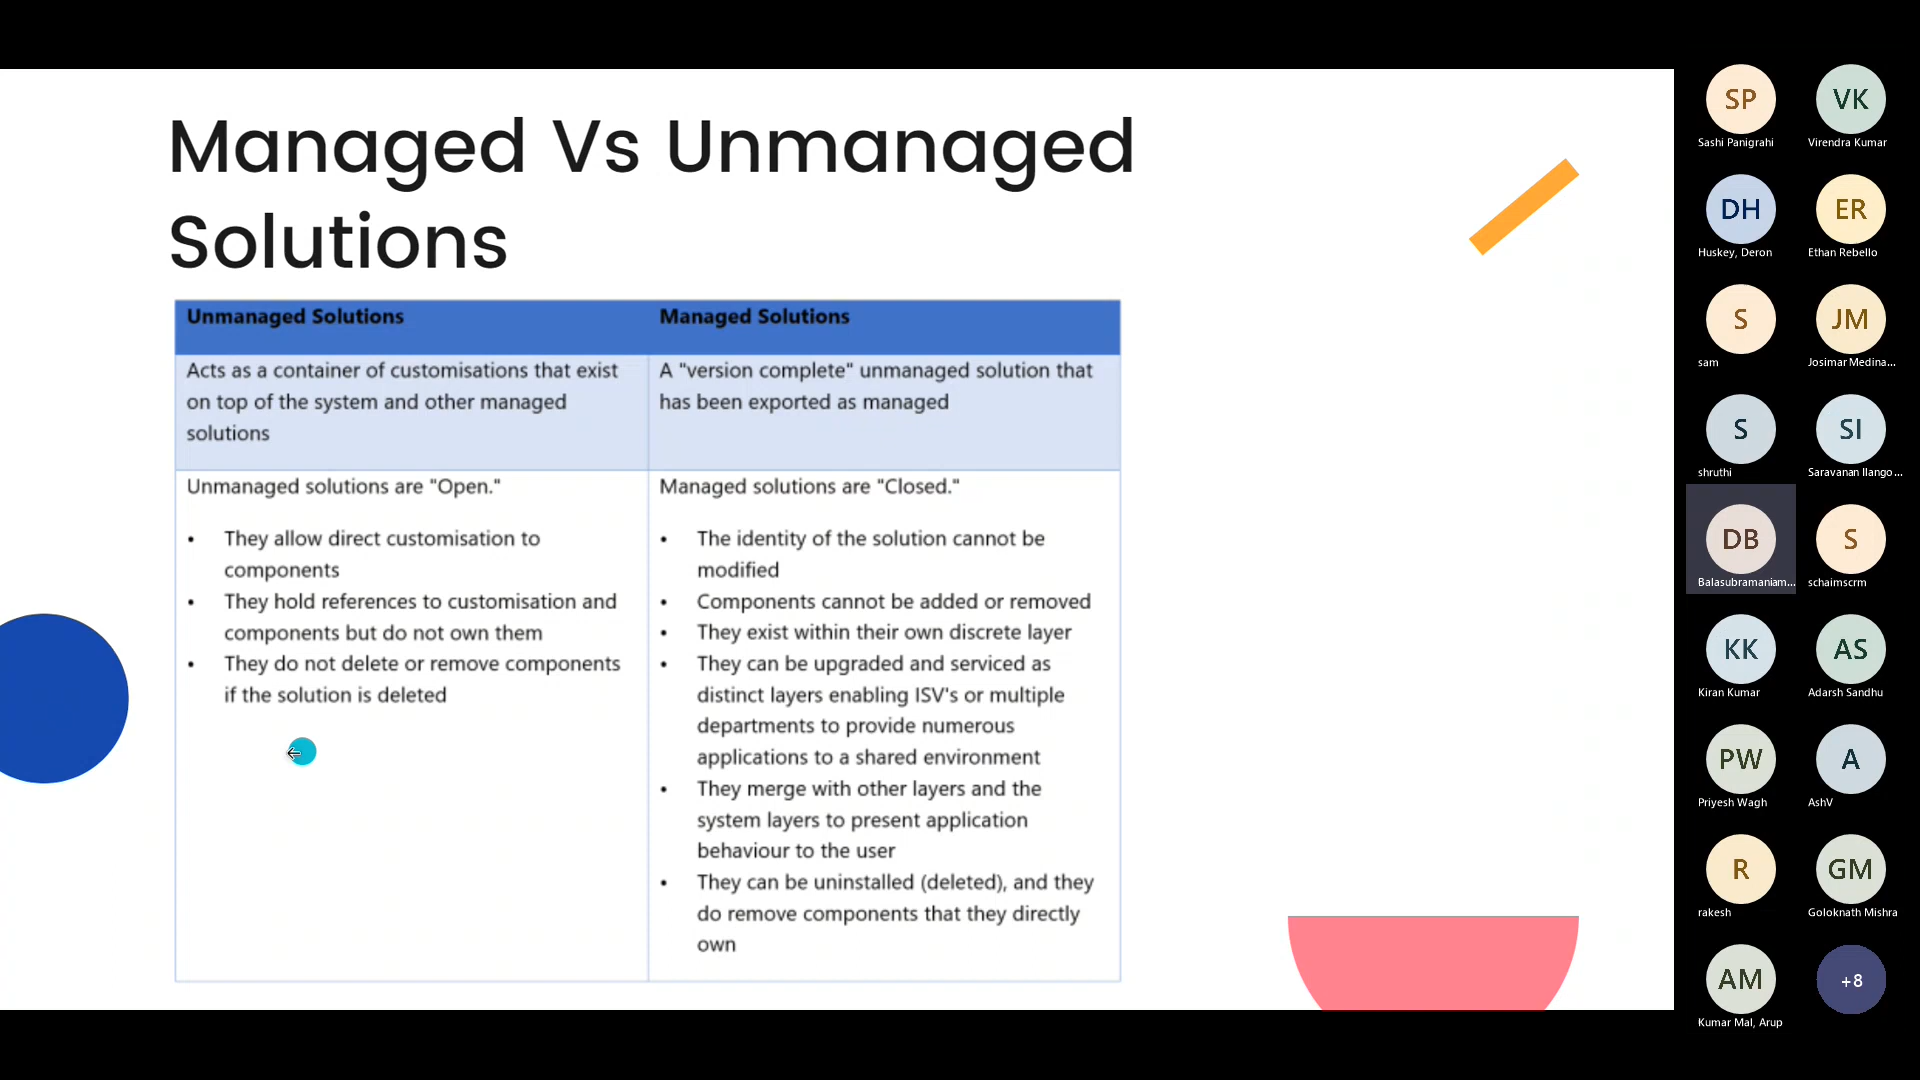 Managed Vs Unmanaged
Solutions
Unmanaged Solutions
Managed Solutions
Acts as a container of customisations that exist
on top of the system and other managed
solutions
A "version complete" unmanaged solution that
has been exported as managed
Unmanaged solutions are "Open."
• They allow direct customisation to
components
• They hold references to customisation and
components but do not own them
• They do not delete or remove components
if the solution is deleted
Managed solutions are "Closed."
• The identity of the solution cannot be
modified
• Components cannot be added or removed
• They exist within their own discrete layer
• They can be upgraded and serviced as
distinct layers enabling ISV's or multiple
departments to provide numerous
applications to a shared environment
• They merge with other layers and the
system layers to present application
behaviour to the user
• They can be uninstalled (deleted), and they
do remove components that they directly
own
SP
Sashi Panigrahi
VK
Virendra Kumar
DH
Huskey, Deron
ER
Ethan Rebello
S
sam
JM
Josimar Medina...
S
shruthi
SI
Saravanan Ilango...
DB
Balasubramaniam...
S
schaimscrm
KK
Kiran Kumar
AS
Adarsh Sandhu
PW
Priyesh Wagh
A
AshV
R
rakesh
GM
Goloknath Mishra
AM
Kumar Mal, Arup
+8